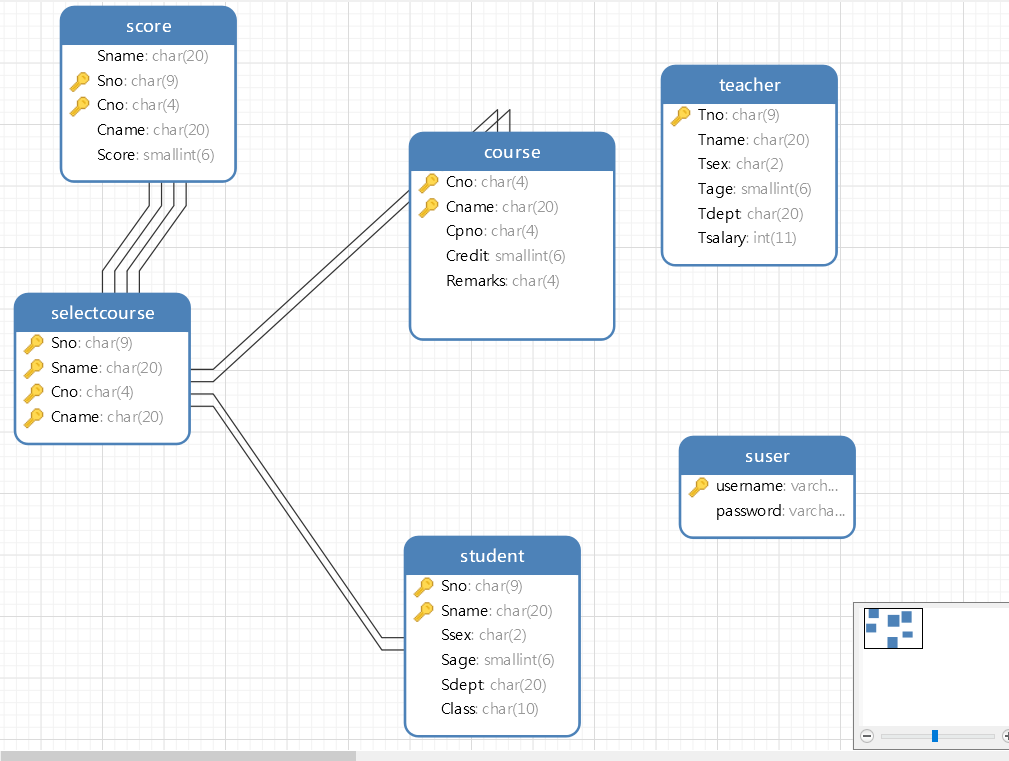 score
Sname: char(20)
Sno: char(9)
Cno: char(4)
Cname: char(20)
Score: smallint(6)
course
Cno: char(4)
Cname: char(20)
Cpno: char(4)
Credit: smallint(6)
Remarks: char(4)
teacher
Tno: char(9)
Tname: char(20)
Tsex: char(2)
Tage: smallint(6)
Tdept: char(20)
Tsalary: int(11)
selectcourse
Sno: char(9)
Sname: char(20)
Cno: char(4)
Cname: char(20)
suser
username: varch...
password: varcha...
student
Sno: char(9)
Sname: char(20)
Ssex: char(2)
Sage: smallint(6)
Sdept: char(20)
Class: char(10)